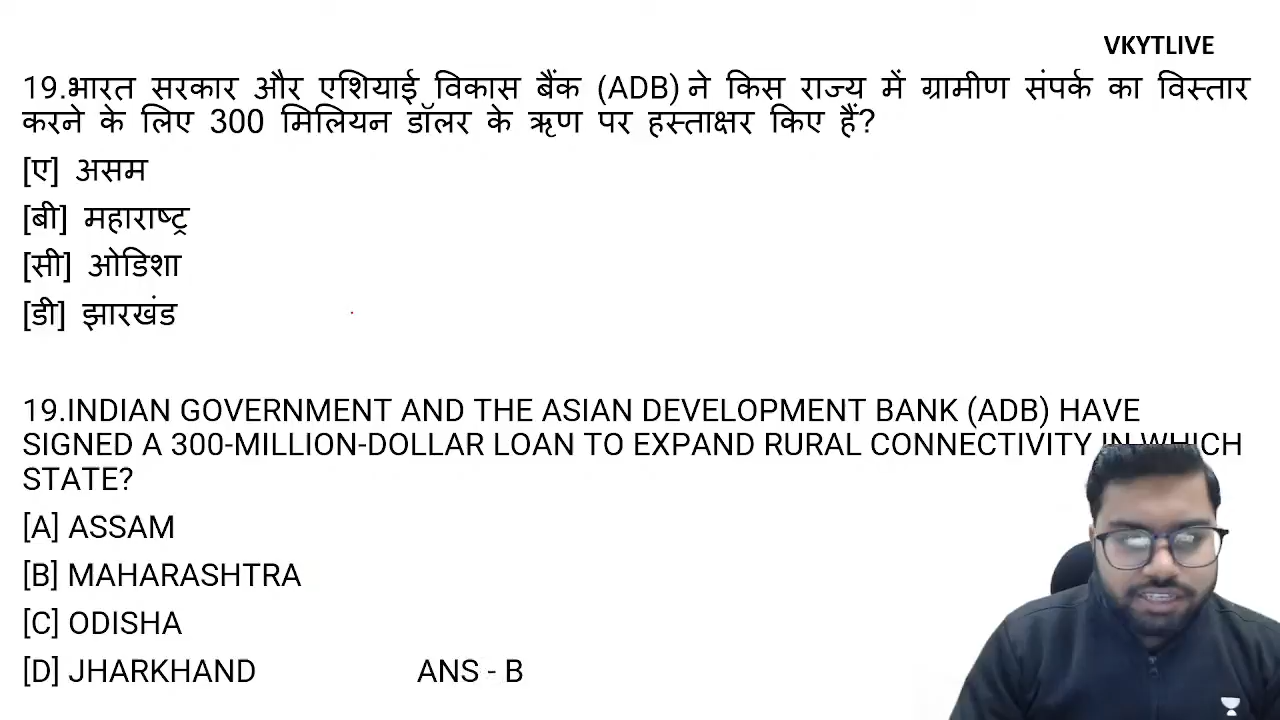 VKYTLIVE
19.भारत सरकार और एशियाई विकास बैंक (ADB) ने किस राज्य में ग्रामीण संपर्क का विस्तार
करने के लिए 300 मिलियन डॉलर के ऋण पर हस्ताक्षर किए हैं?
[ए] असम
[बी] महाराष्ट्र
[सी] ओडिशा
[डी] झारखंड
19.INDIAN GOVERNMENT AND THE ASIAN DEVELOPMENT BANK (ADB) HAVE
SIGNED A 300-MILLION-DOLLAR LOAN TO EXPAND RURAL CONNECTIVITY IN WHICH
STATE?
[A] ASSAM
[B] MAHARASHTRA
[C] ODISHA
[D] JHARKHAND ANS - B